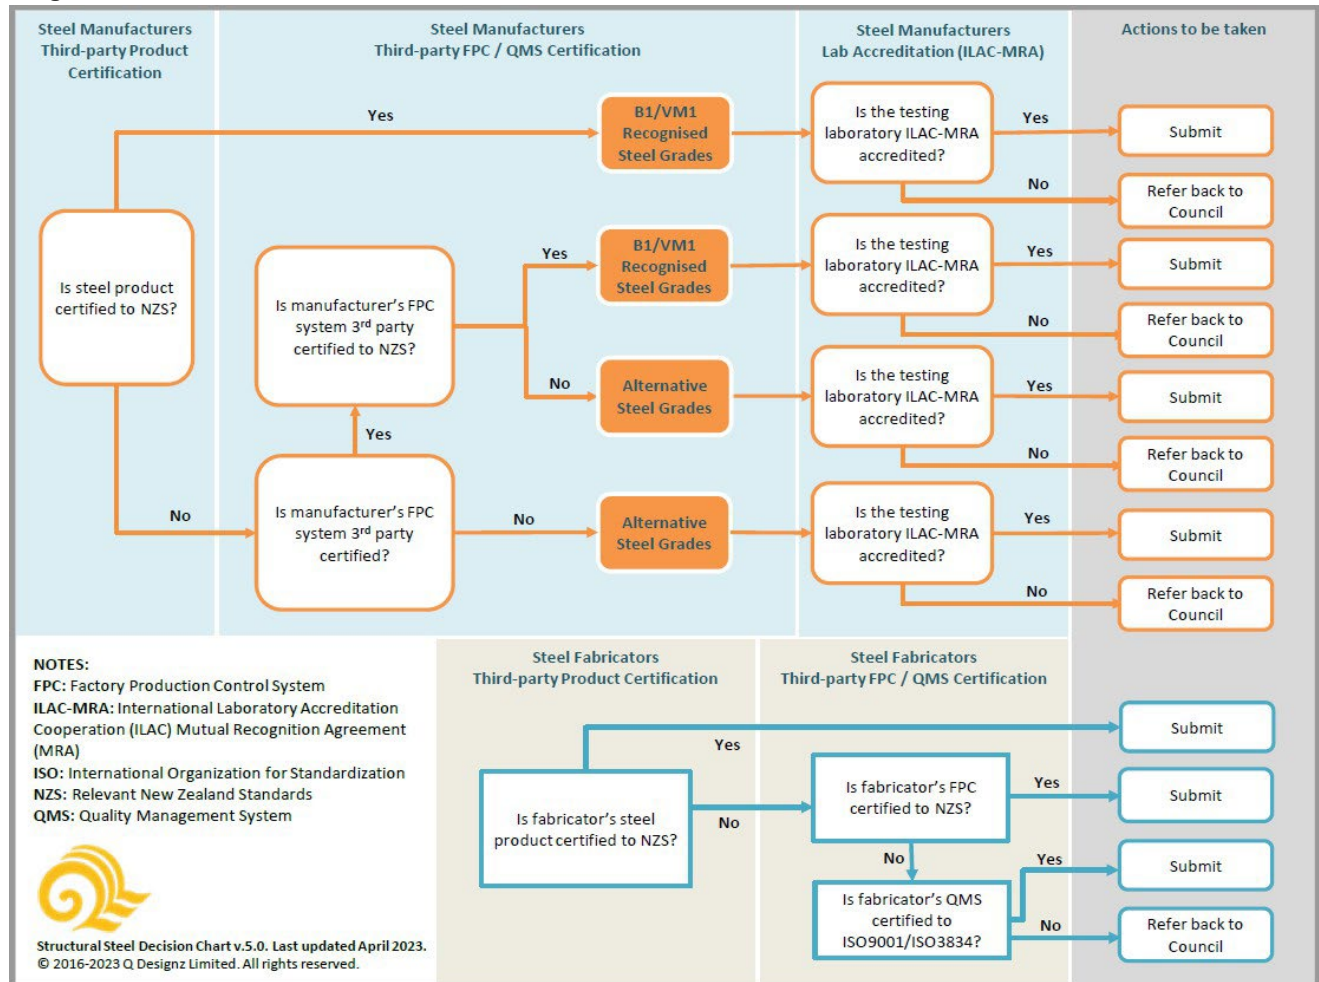 Steel Manufacturers
Third-party Product
Certification
Steel Manufacturers
Third-party FPC / QMS Certification
Steel Manufacturers
Lab Accreditation (ILAC-MRA)
Actions to be taken
Yes
B1/VM1
Recognised
Steel Grades
Is the testing
laboratory ILAC-MRA
accredited?
Yes
Submit
No
Refer back to
Council
Is steel product
certified to NZS?
Is manufacturer's FPC
system 3rd party
certified to NZS?
Yes
B1/VM1
Recognised
Steel Grades
Is the testing
laboratory ILAC-MRA
accredited?
Yes
Submit
No
Refer back to
Council
No
Alternative
Steel Grades
Is the testing
laboratory ILAC-MRA
accredited?
Yes
Submit
No
Refer back to
Council
Yes
No
Is manufacturer's FPC
system 3rd party
certified?
No
Alternative
Steel Grades
Is the testing
laboratory ILAC-MRA
accredited?
Yes
Submit
No
Refer back to
Council
NOTES:
FPC: Factory Production Control System
ILAC-MRA: International Laboratory Accreditation
Cooperation (ILAC) Mutual Recognition Agreement
(MRA)
ISO: International Organization for Standardization
NZS: Relevant New Zealand Standards
QMS: Quality Management System
Structural Steel Decision Chart v.5.0. Last updated April 2023.
© 2016-2023 Q Designz Limited. All rights reserved.
Steel Fabricators
Third-party Product Certification
Steel Fabricators
Third-party FPC / QMS Certification
Yes
Submit
Is fabricator's steel
product certified to NZS?
No
Is fabricator's FPC
certified to NZS?
Yes
Submit
No
Is fabricator's QMS
certified to
ISO9001/ISO3834?
Yes
Submit
No
Refer back to
Council